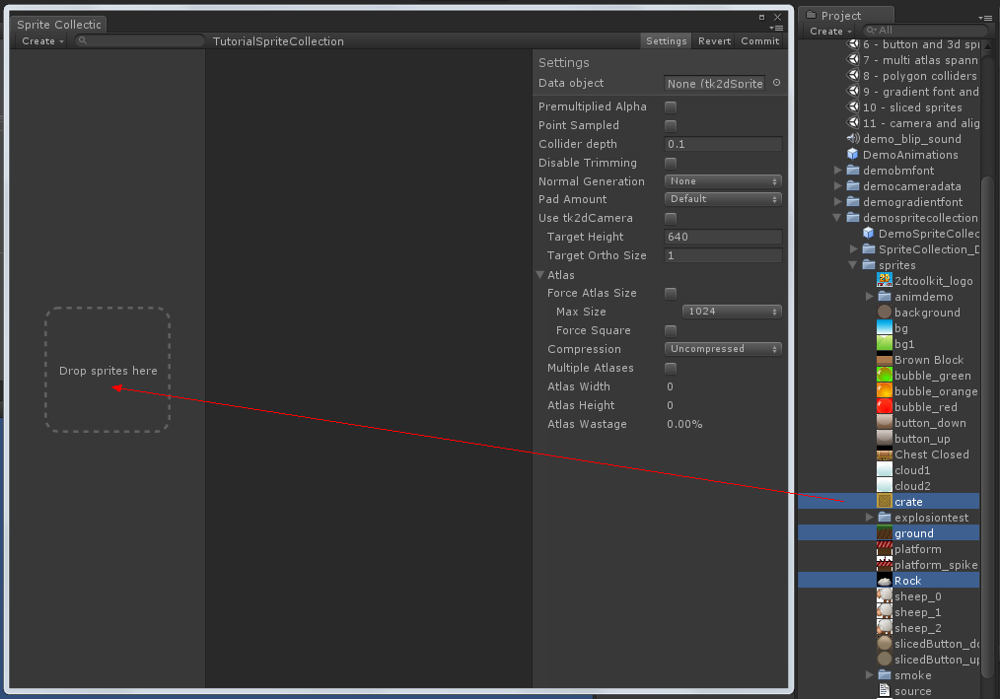 Sprite Collectic
Create
TutorialSpriteCollection
Settings
Revert
Commit
Drop sprites here
Settings
Data object
None (tk2dSprite
Premultiplied Alpha
Point Sampled
Collider depth
0.1
Disable Trimming
Normal Generation
None
Pad Amount
Default
Use tk2dCamera
Target Height
640
Target Ortho Size
1
Atlas
Force Atlas Size
Max Size
1024
Force Square
Compression
Uncompressed
Multiple Atlases
Atlas Width
0
Atlas Height
0
Atlas Wastage
0.00%
Project
Create
All
6 - button and 3d spri
7 - multi atlas spann
8 - polygon colliders
9 - gradient font and
10 - sliced sprites
11 - camera and alig
demo_blip_sound
DemoAnimations
demobmfont
democameradata
demogradientfont
demospritecollection
DemoSpriteCollec
SpriteCollection_D
sprites
2dtoolkit_logo
animdemo
background
bg
bg1
Brown Block
bubble_green
bubble_orange
bubble_red
button_down
button_up
Chest Closed
cloud1
cloud2
crate
explosiontest
ground
platform
platform_spike
Rock
sheep_0
sheep_1
sheep_2
slicedButton_do
slicedButton_up
smoke
source